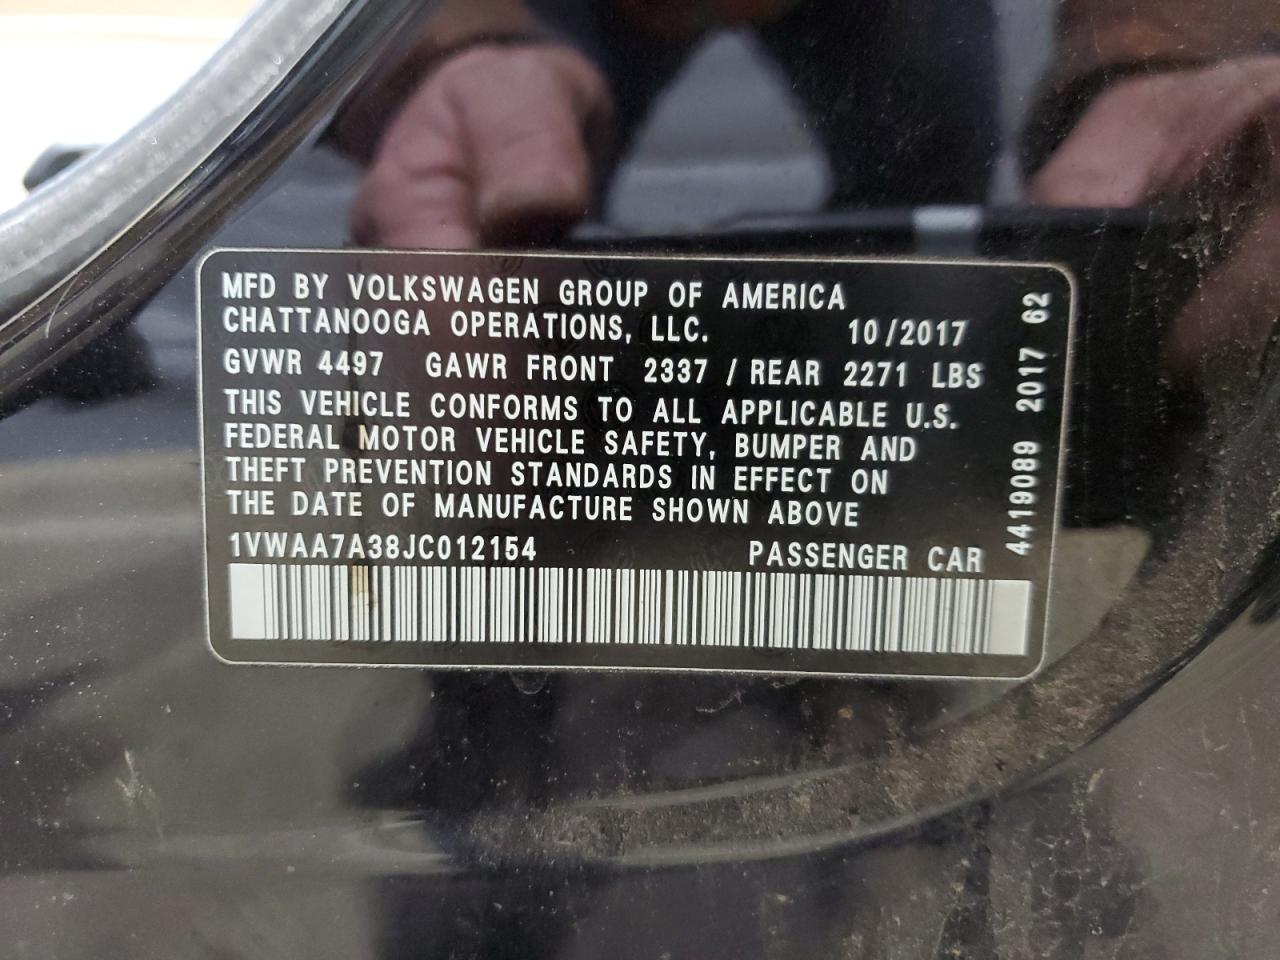 MFD BY VOLKSWAGEN GROUP OF AMERICA
CHATTANOOGA OPERATIONS, LLC. 10/2017
GVWR 4497 GAWR FRONT 2337 / REAR 2271 LBS
THIS VEHICLE CONFORMS TO ALL APPLICABLE U.S.
FEDERAL MOTOR VEHICLE SAFETY, BUMPER AND
THEFT PREVENTION STANDARDS IN EFFECT ON
THE DATE OF MANUFACTURE SHOWN ABOVE
1VWAA7A38JC012154 PASSENGER CAR
4419089 2017 62